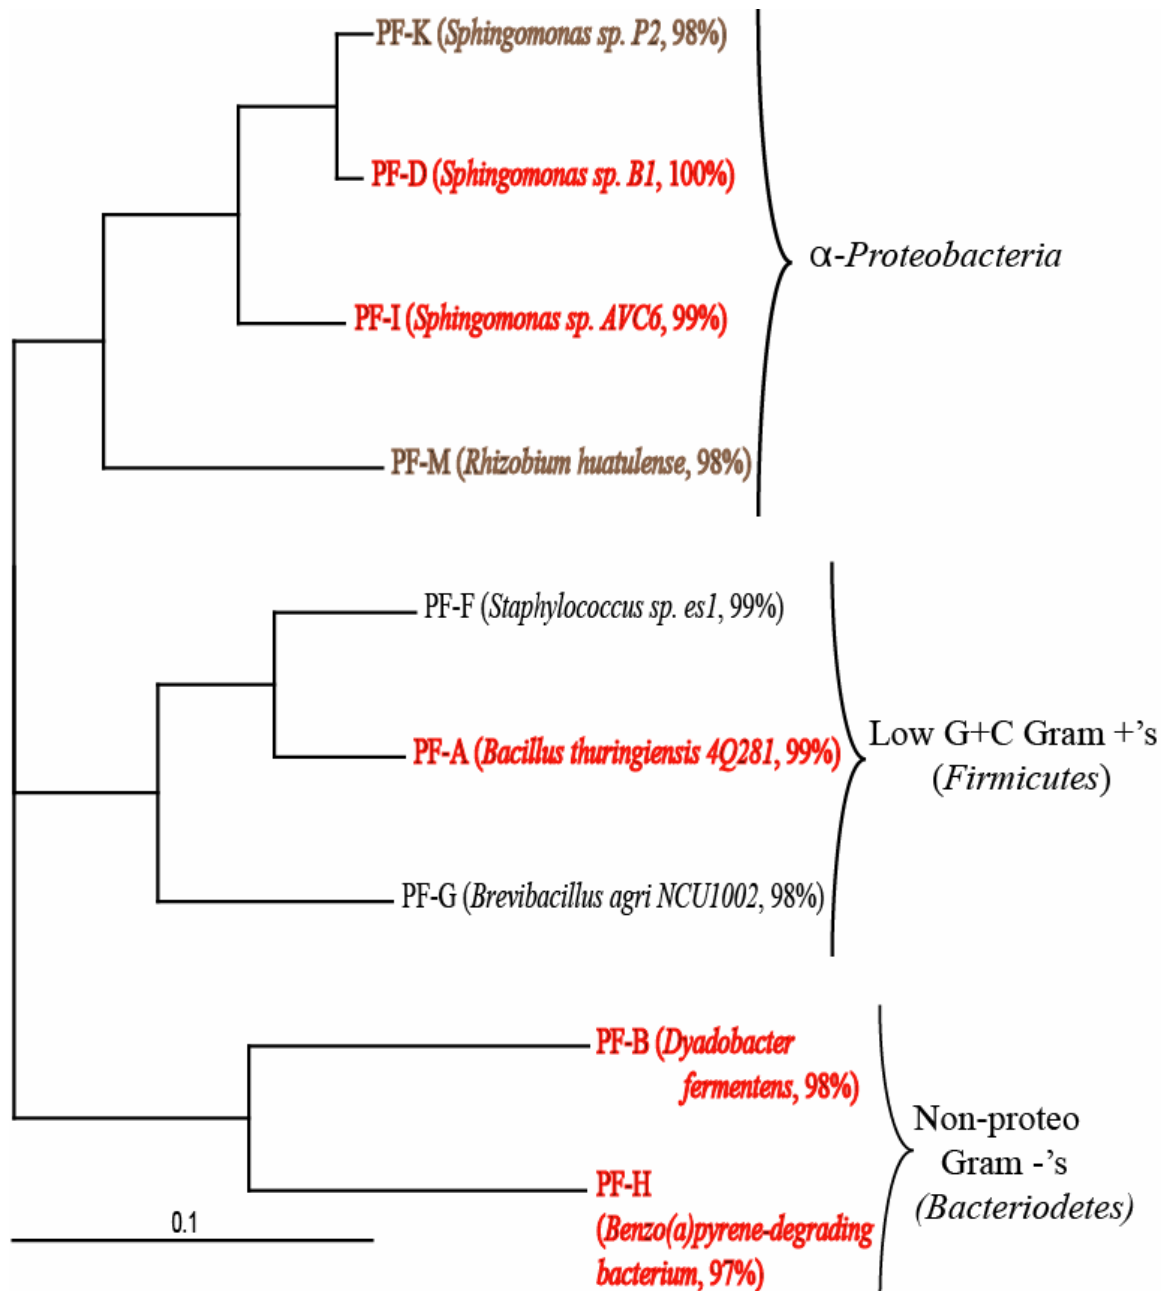 PF-K (Sphingomonas sp. P2, 98%)
PF-D (Sphingomonas sp. B1, 100%)
α-Proteobacteria
PF-I (Sphingomonas sp. AVC6, 99%)
PF-M (Rhizobium huatulense, 98%)
PF-F (Staphylococcus sp. es1, 99%)
PF-A (Bacillus thuringiensis 4Q281, 99%)
Low G+C Gram +'s
(Firmicutes)
PF-G (Brevibacillus agri NCU1002, 98%)
PF-B (Dyadobacter
fermentens, 98%)
PF-H
(Benzo(a)pyrene-degrading
bacterium, 97%)
Non-proteo
Gram -'s
(Bacteriodetes)
0.1